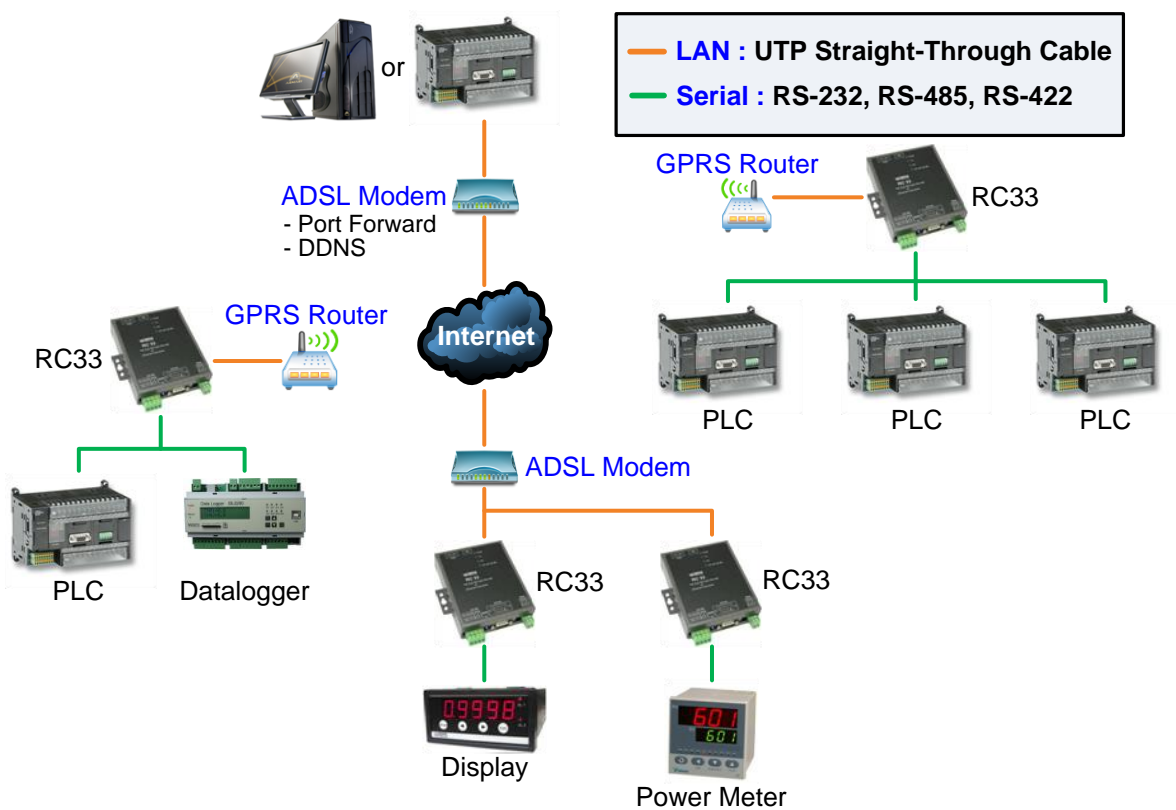 or
LAN : UTP Straight-Through Cable
Serial : RS-232, RS-485, RS-422
GPRS Router
RC33
ADSL Modem
- Port Forward
- DDNS
GPRS Router
RC33
Internet
PLC
PLC
PLC
ADSL Modem
PLC
Datalogger
RC33
RC33
0.9998
601
601
Display
Power Meter